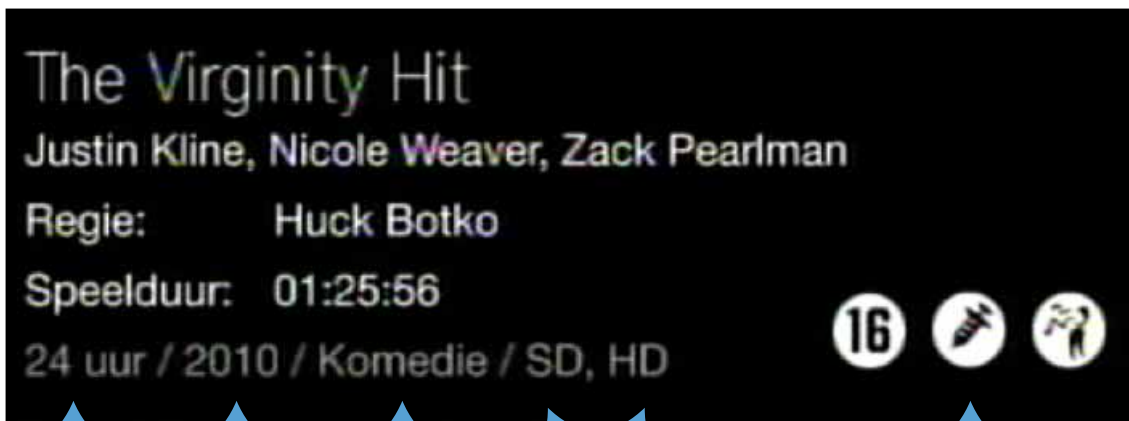 The Virginity Hit
Justin Kline, Nicole Weaver, Zack Pearlman
Regie: Huck Botko
Speelduur: 01:25:56
24 uur / 2010 / Komedie / SD, HD
16